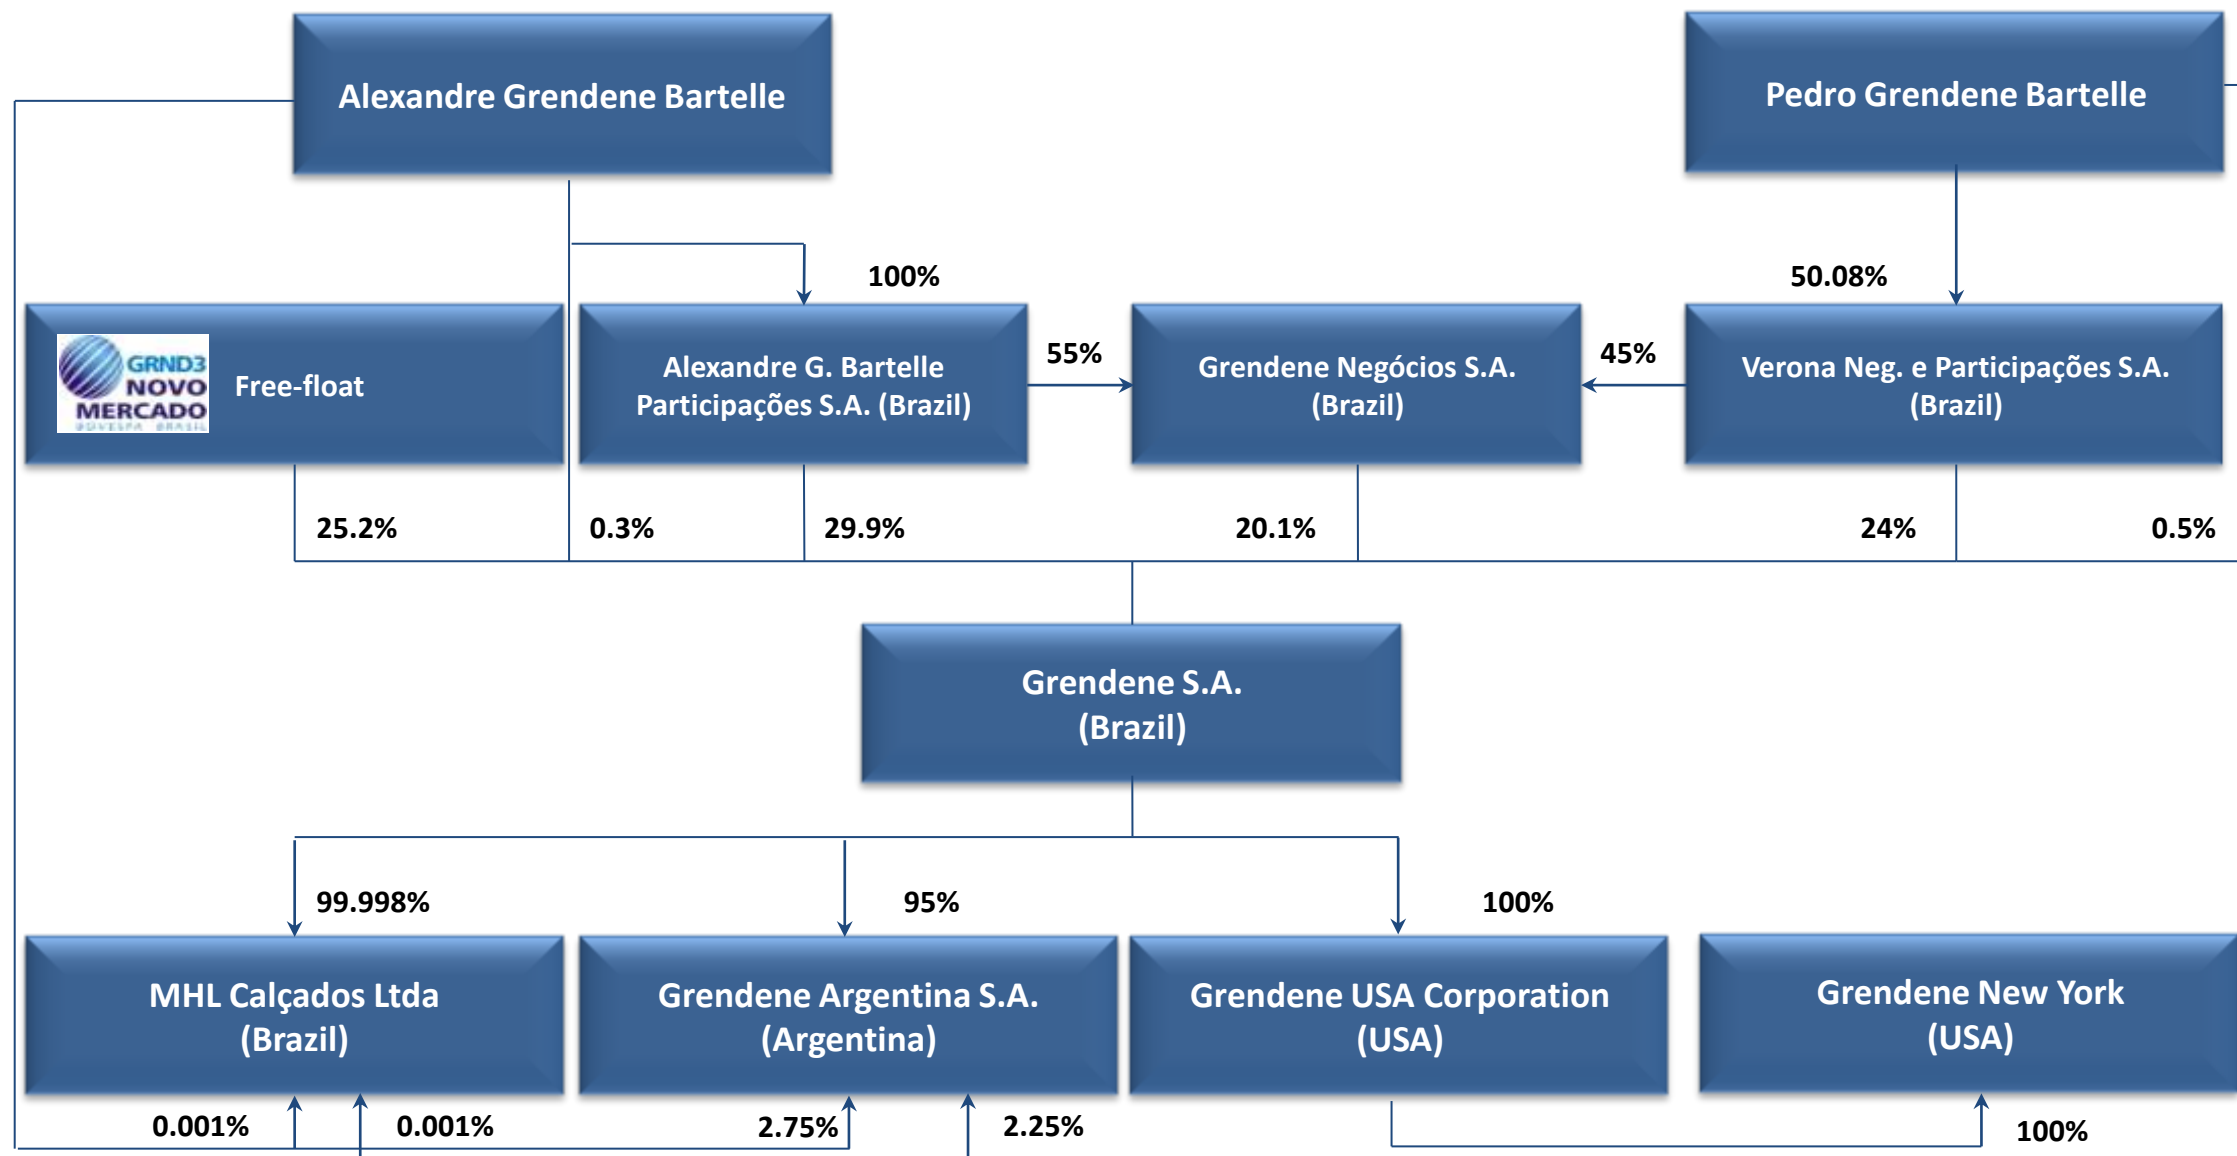 Alexandre Grendene Bartelle
Pedro Grendene Bartelle
100%
50.08%
GRND3
NOVO
MERCADO
BOVESPA BRASIL
Free-float
Alexandre G. Bartelle
Participações S.A. (Brazil)
55%
Grendene Negócios S.A.
(Brazil)
45%
Verona Neg. e Participações S.A.
(Brazil)
25.2%
0.3%
29.9%
20.1%
24%
0.5%
Grendene S.A.
(Brazil)
99.998%
95%
100%
MHL Calçados Ltda
(Brazil)
Grendene Argentina S.A.
(Argentina)
Grendene USA Corporation
(USA)
Grendene New York
(USA)
0.001%
0.001%
2.75%
2.25%
100%